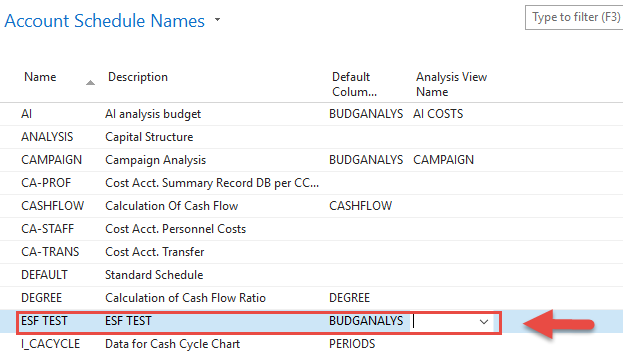 Account Schedule Names
Type to filter (F3)
Name Description Default Colum... Analysis View Name
AI AI analysis budget BUDGANALYS AI COSTS
ANALYSIS Capital Structure
CAMPAIGN Campaign Analysis BUDGANALYS CAMPAIGN
CA-PROF Cost Acct. Summary Record DB per CC...
CASHFLOW Calculation Of Cash Flow CASHFLOW
CA-STAFF Cost Acct. Personnel Costs
CA-TRANS Cost Acct. Transfer
DEFAULT Standard Schedule
DEGREE Calculation of Cash Flow Ratio DEGREE
ESF TEST ESF TEST BUDGANALYS
I_CACYCLE Data for Cash Cycle Chart PERIODS